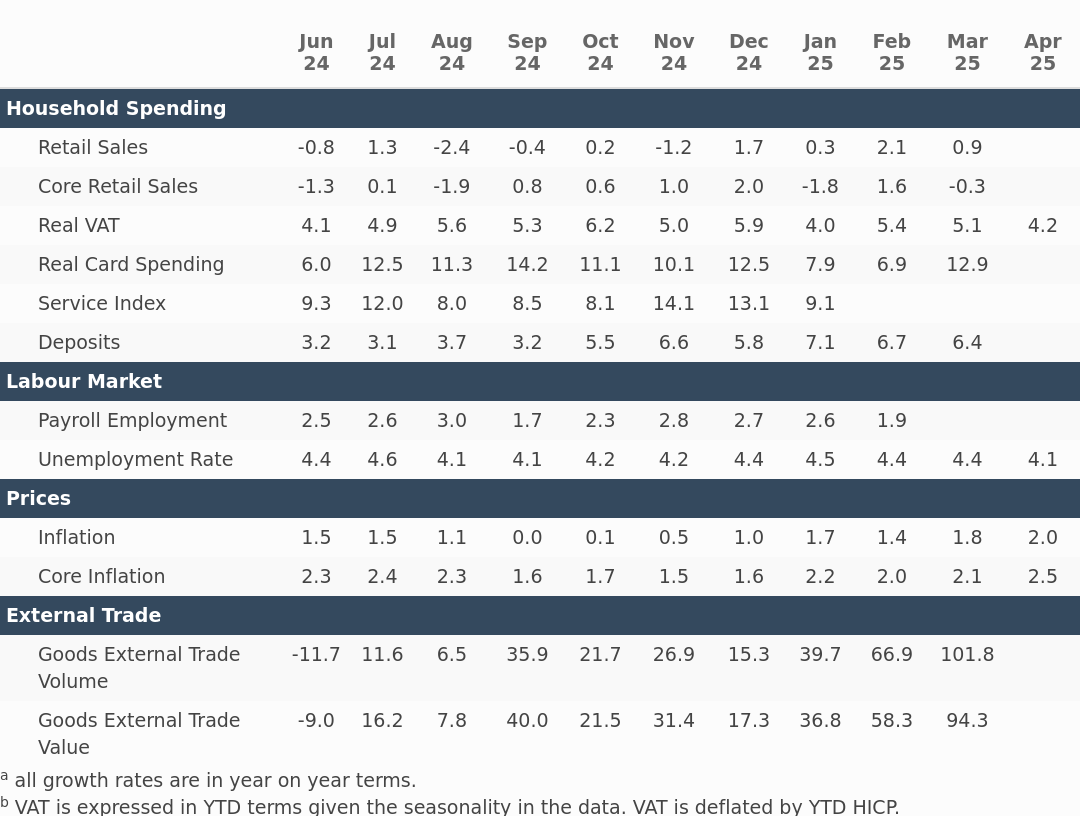 Jun Jul Aug Sep Oct Nov Dec Jan Feb Mar Apr
24 24 24 24 24 24 24 25 25 25 25
Household Spending
Retail Sales -0.8 1.3 -2.4 -0.4 0.2 -1.2 1.7 0.3 2.1 0.9
Core Retail Sales -1.3 0.1 -1.9 0.8 0.6 1.0 2.0 -1.8 1.6 -0.3
Real VAT 4.1 4.9 5.6 5.3 6.2 5.0 5.9 4.0 5.4 5.1 4.2
Real Card Spending 6.0 12.5 11.3 14.2 11.1 10.1 12.5 7.9 6.9 12.9
Service Index 9.3 12.0 8.0 8.5 8.1 14.1 13.1 9.1
Deposits 3.2 3.1 3.7 3.2 5.5 6.6 5.8 7.1 6.7 6.4
Labour Market
Payroll Employment 2.5 2.6 3.0 1.7 2.3 2.8 2.7 2.6 1.9
Unemployment Rate 4.4 4.6 4.1 4.1 4.2 4.2 4.4 4.5 4.4 4.4 4.1
Prices
Inflation 1.5 1.5 1.1 0.0 0.1 0.5 1.0 1.7 1.4 1.8 2.0
Core Inflation 2.3 2.4 2.3 1.6 1.7 1.5 1.6 2.2 2.0 2.1 2.5
External Trade
Goods External Trade -11.7 11.6 6.5 35.9 21.7 26.9 15.3 39.7 66.9 101.8
Volume
Goods External Trade -9.0 16.2 7.8 40.0 21.5 31.4 17.3 36.8 58.3 94.3
Value
a all growth rates are in year on year terms.
b VAT is expressed in YTD terms given the seasonality in the data. VAT is deflated by YTD HICP.